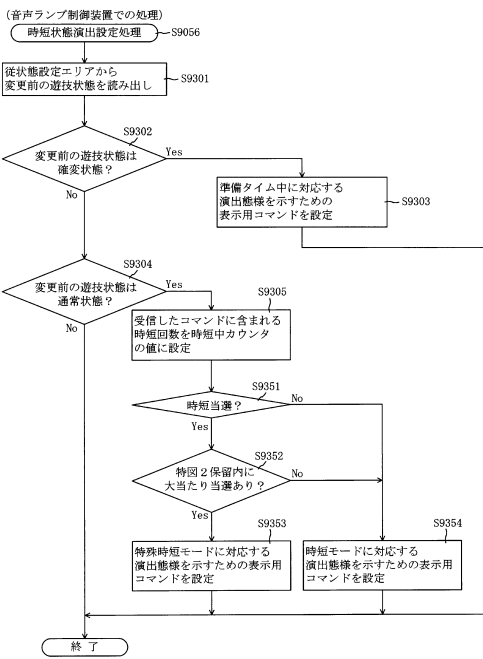 (音声ランプ制御装置での処理)
時短状態演出設定処理
S9056
従状態設定エリアから
変更前の遊技状態を読み出し
S9301
S9302
変更前の遊技状態は
確変状態？
Yes
No
準備タイム中に対応する
演出態様を示すための
表示用コマンドを設定
S9303
S9304
変更前の遊技状態は
通常状態？
Yes
No
S9305
受信したコマンドに含まれる
時短回数を時短中カウンタ
の値に設定
S9351
時短当選？
No
Yes
S9352
特図２保留内に
大当たり当選あり？
No
Yes
S9353
特殊時短モードに対応する
演出態様を示すための表示用
コマンドを設定
S9354
時短モードに対応する
演出態様を示すための表示用
コマンドを設定
終了